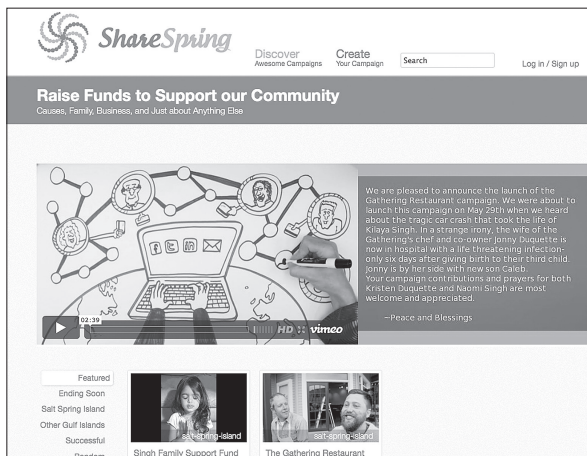 ShareSpring
Discover
Awesome Campaigns
Create
Your Campaign
Search
Log in / Sign up
Raise Funds to Support our Community
Causes, Family, Business, and Just about Anything Else
We are pleased to announce the launch of the
Gathering Restaurant campaign. We were about to
launch this campaign on May 29th when we heard
about the tragic car crash that took the life of
Kilaya Singh. In a strange irony, the wife of the
Gathering's chef and co-owner Jonny Duquette is
now in hospital with a life threatening infection-
only six days after giving birth to their third child.
Jonny is by her side with new son Caleb.
Your campaign contributions and prayers for both
Kristen Duquette and Naomi Singh are most
welcome and appreciated.
~Peace and Blessings
02:39
HD vimeo
Featured
Ending Soon
Salt Spring Island
Other Gulf Islands
Successful
Random
salt-spring-island
Singh Family Support Fund
salt-spring-island
The Gathering Restaurant